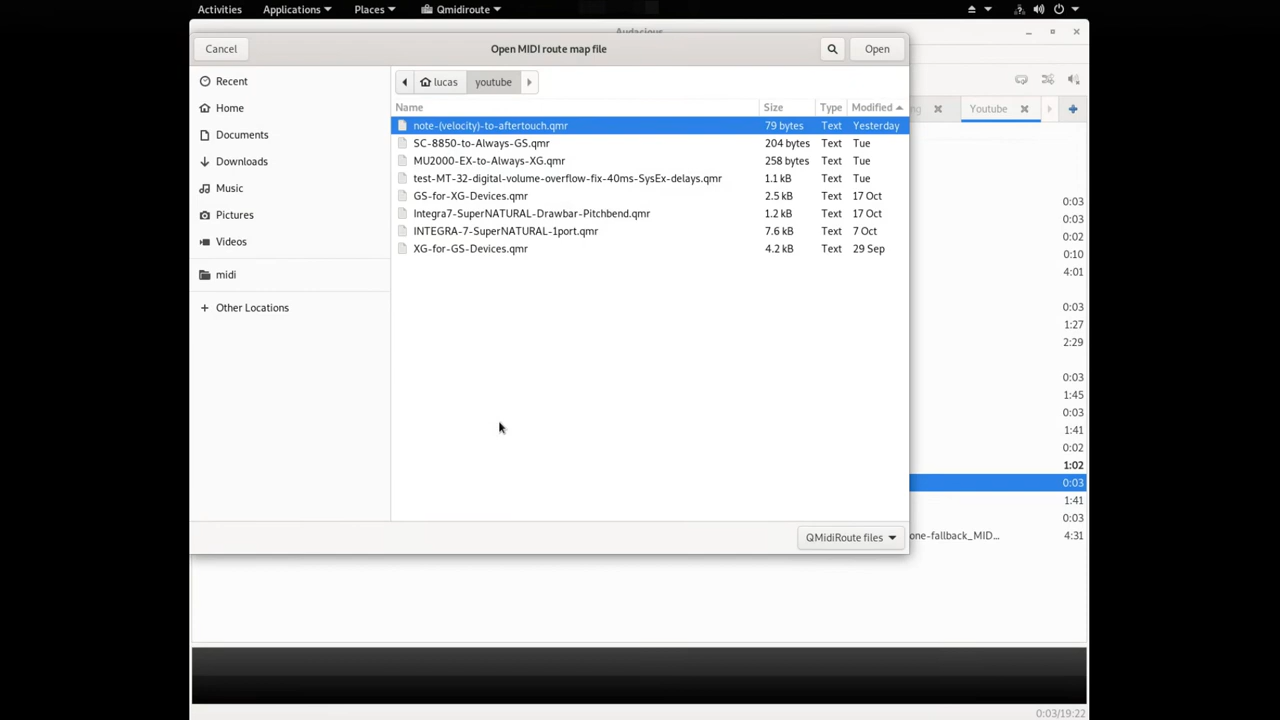 Activities Applications Places Qmidiroute
Audacious
Cancel Open MIDI route map file Open
lucas youtube
Recent
Home
Documents
Downloads
Music
Pictures
Videos
midi
Other Locations
Name Size Type Modified
note-(velocity)-to-aftertouch.qmr 79 bytes Text Yesterday
SC-8850-to-Always-GS.qmr 204 bytes Text Tue
MU2000-EX-to-Always-XG.qmr 258 bytes Text Tue
test-MT-32-digital-volume-overflow-fix-40ms-SysEx-delays.qmr 1.1 kB Text Tue
GS-for-XG-Devices.qmr 2.5 kB Text 17 Oct
Integra7-SuperNATURAL-Drawbar-Pitchbend.qmr 1.2 kB Text 17 Oct
INTEGRA-7-SuperNATURAL-1port.qmr 7.6 kB Text 7 Oct
XG-for-GS-Devices.qmr 4.2 kB Text 29 Sep
QMidiRoute files
Youtube
0:03
0:03
0:02
0:10
4:01
0:03
1:27
2:29
0:03
1:45
0:03
1:41
0:02
1:02
0:03
1:41
0:03
one-fallback_MID... 4:31
0:03/19:22